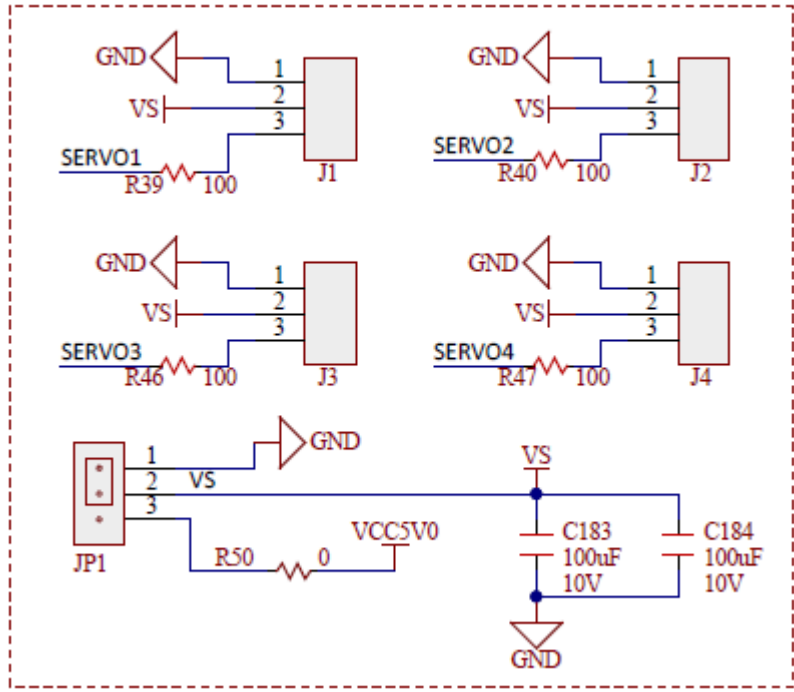 GND 1
VS 2
3
SERVO1
R39 100 J1
GND 1
VS 2
3
SERVO2
R40 100 J2
GND 1
VS 2
3
SERVO3
R46 100 J3
GND 1
VS 2
3
SERVO4
R47 100 J4
1 GND
2 VS
3
JP1
R50 0 VCC5V0
VS
C183
100uF
10V
C184
100uF
10V
GND